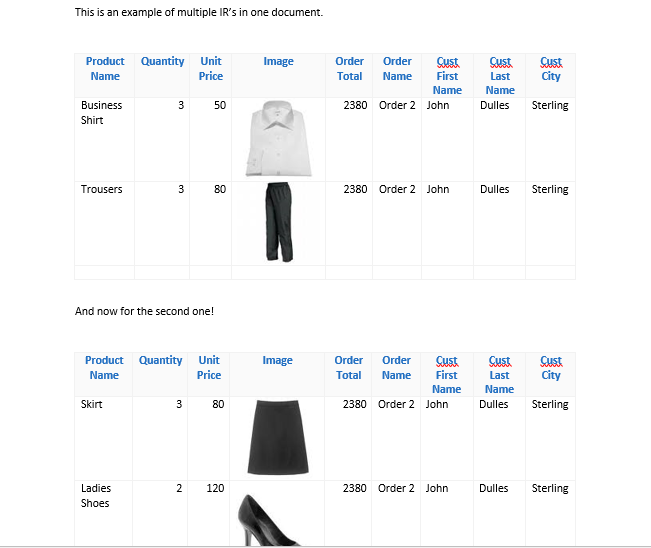 This is an example of multiple IR's in one document.
Product Name Quantity Unit Price Image Order Total Order Name Cust First Name Cust Last Name Cust City
Business Shirt 3 50 2380 Order 2 John Dulles Sterling
Trousers 3 80 2380 Order 2 John Dulles Sterling
And now for the second one!
Product Name Quantity Unit Price Image Order Total Order Name Cust First Name Cust Last Name Cust City
Skirt 3 80 2380 Order 2 John Dulles Sterling
Ladies Shoes 2 120 2380 Order 2 John Dulles Sterling